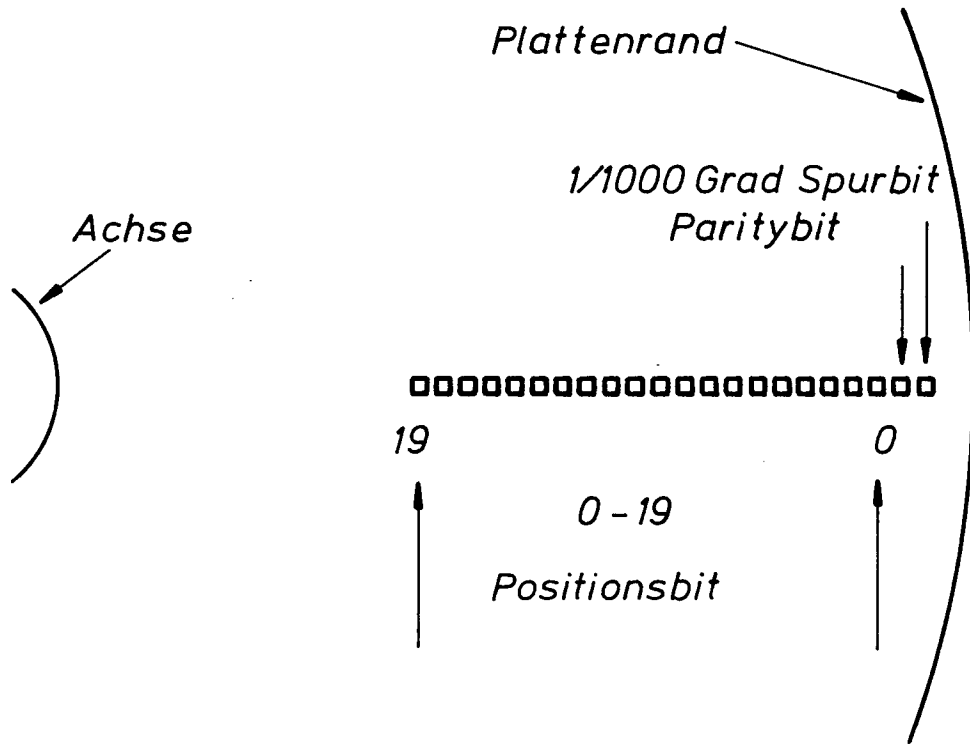 Plattenrand
1/1000 Grad Spurbit
Paritybit
Achse
19
0
0-19
Positionsbit